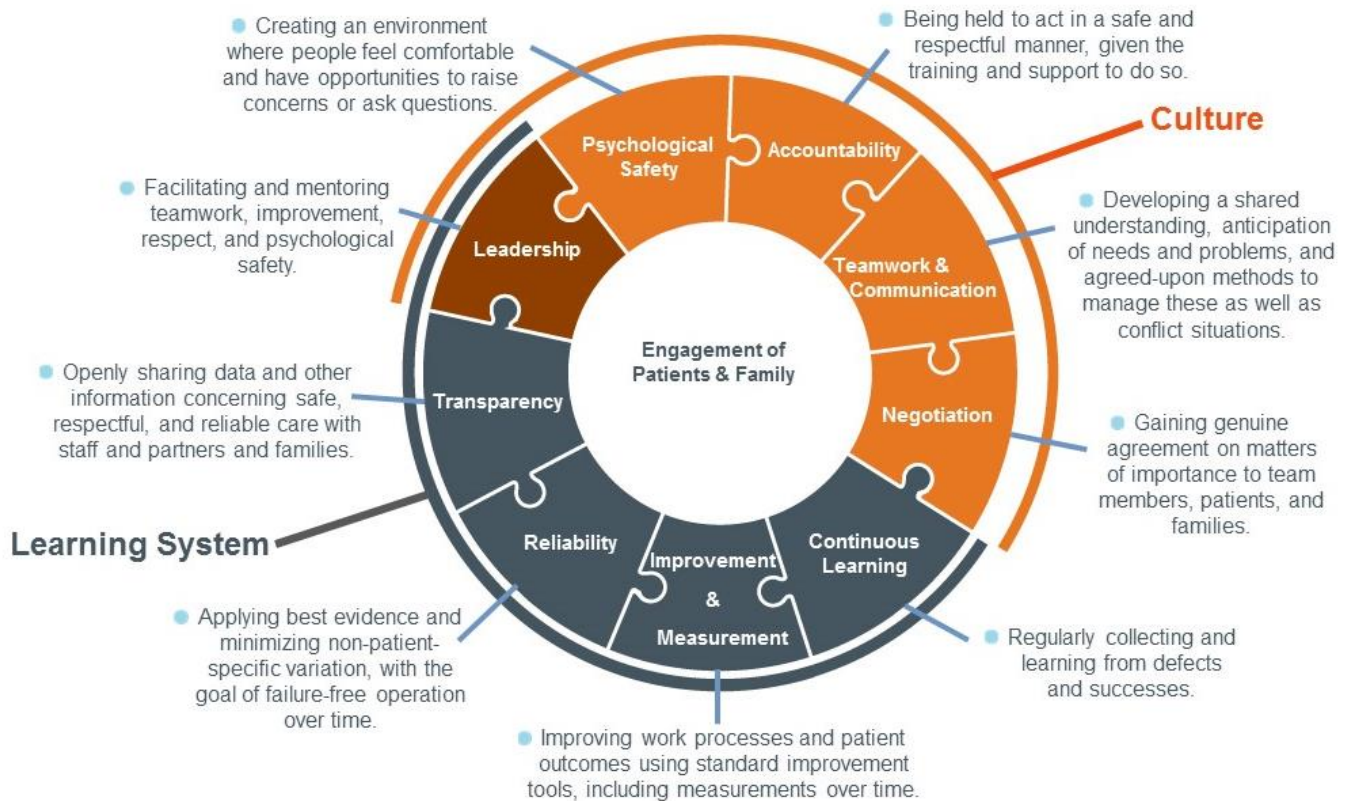 Creating an environment
where people feel comfortable
and have opportunities to raise
concerns or ask questions.
Being held to act in a safe and
respectful manner, given the
training and support to do so.
Culture
Psychological
Safety
Accountability
Facilitating and mentoring
teamwork, improvement,
respect, and psychological
safety.
Leadership
Developing a shared
understanding, anticipation
of needs and problems, and
agreed-upon methods to
manage these as well as
conflict situations.
Teamwork &
Communication
Engagement of
Patients & Family
Openly sharing data and other
information concerning safe,
respectful, and reliable care with
staff and partners and families.
Transparency
Negotiation
Gaining genuine
agreement on matters
of importance to team
members, patients, and
families.
Learning System
Reliability
Improvement
&
Measurement
Continuous
Learning
Applying best evidence and
minimizing non-patient-
specific variation, with the
goal of failure-free operation
over time.
Regularly collecting and
learning from defects
and successes.
Improving work processes and patient
outcomes using standard improvement
tools, including measurements over time.